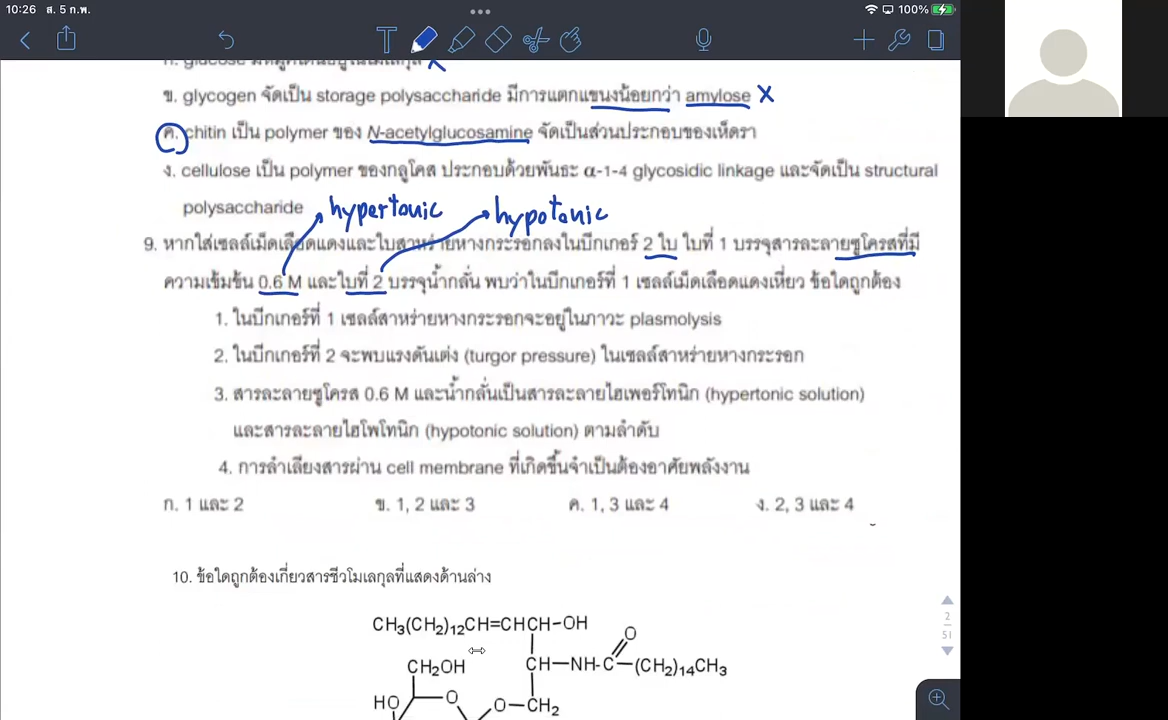 10:26 ส. 5 ก.ค.
100%
T
ก. glucose มีหมู่คีโตนอยู่ในโมเลกุล X
ข. glycogen จัดเป็น storage polysaccharide มีการแตกแขนงน้อยกว่า amylose X
ค. chitin เป็น polymer ของ N-acetylglucosamine จัดเป็นส่วนประกอบของเห็ดรา
ง. cellulose เป็น polymer ของกลูโคส ประกอบด้วยพันธะ α-1-4 glycosidic linkage และจัดเป็น structural
polysaccharide
hypertonic
hypotonic
9. หากใส่เซลล์เม็ดเลือดแดงและใบสาหร่ายหางกระรอกลงในบีกเกอร์ 2 ใบ ใบที่ 1 บรรจุสารละลายซูโครสที่มี
ความเข้มข้น 0.6 M และใบที่ 2 บรรจุน้ำกลั่น พบว่าในบีกเกอร์ที่ 1 เซลล์เม็ดเลือดแดงเหี่ยว ข้อใดถูกต้อง
1. ในบีกเกอร์ที่ 1 เซลล์สาหร่ายหางกระรอกจะอยู่ในภาวะ plasmolysis
2. ในบีกเกอร์ที่ 2 จะพบแรงดันเต่ง (turgor pressure) ในเซลล์สาหร่ายหางกระรอก
3. สารละลายซูโครส 0.6 M และน้ำกลั่นเป็นสารละลายไฮเพอร์โทนิก (hypertonic solution)
และสารละลายไฮโพโทนิก (hypotonic solution) ตามลำดับ
4. การลำเลียงสารผ่าน cell membrane ที่เกิดขึ้นจำเป็นต้องอาศัยพลังงาน
ก. 1 และ 2 ข. 1, 2 และ 3 ค. 1, 3 และ 4 ง. 2, 3 และ 4
10. ข้อใดถูกต้องเกี่ยวสารชีวโมเลกุลที่แสดงด้านล่าง
2
51
CH3(CH2)12CH=CHCH-OH
O
CH2OH CH-NH-C-(CH2)14CH3
HO O O-CH2